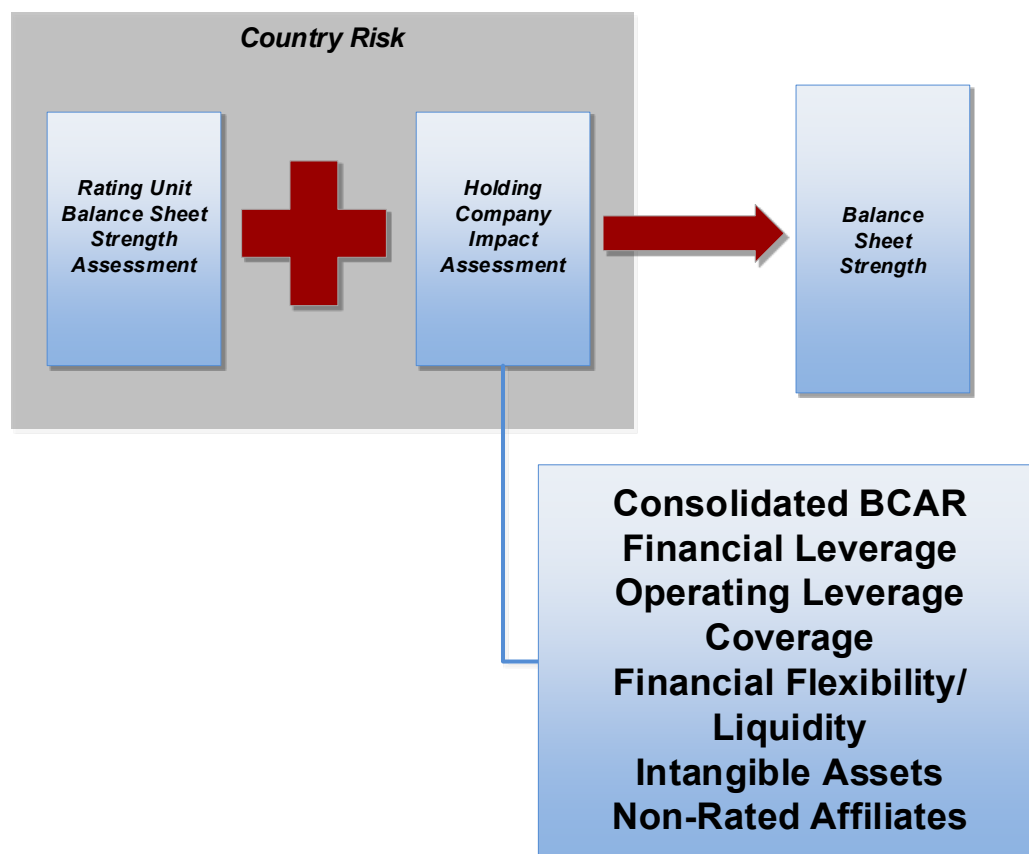 Country Risk
Rating Unit
Balance Sheet
Strength
Assessment
Holding
Company
Impact
Assessment
Balance
Sheet
Strength
Consolidated BCAR
Financial Leverage
Operating Leverage
Coverage
Financial Flexibility/
Liquidity
Intangible Assets
Non-Rated Affiliates